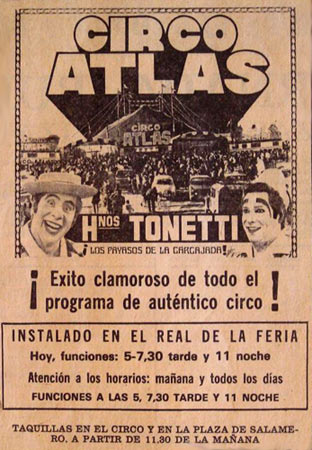 CIRCO
ATLAS
CIRCO
ATLAS
HNOS TONETTI
¡LOS PAYASOS DE LA CARCAJADA!
¡Exito clamoroso de todo el
programa de auténtico circo!
INSTALADO EN EL REAL DE LA FERIA
Hoy, funciones: 5-7,30 tarde y 11 noche
Atención a los horarios: mañana y todos los días
FUNCIONES A LAS 5, 7,30 TARDE Y 11 NOCHE
TAQUILLAS EN EL CIRCO Y EN LA PLAZA DE SALAME-
RO. A PARTIR DE 11.30 DE LA MAÑANA